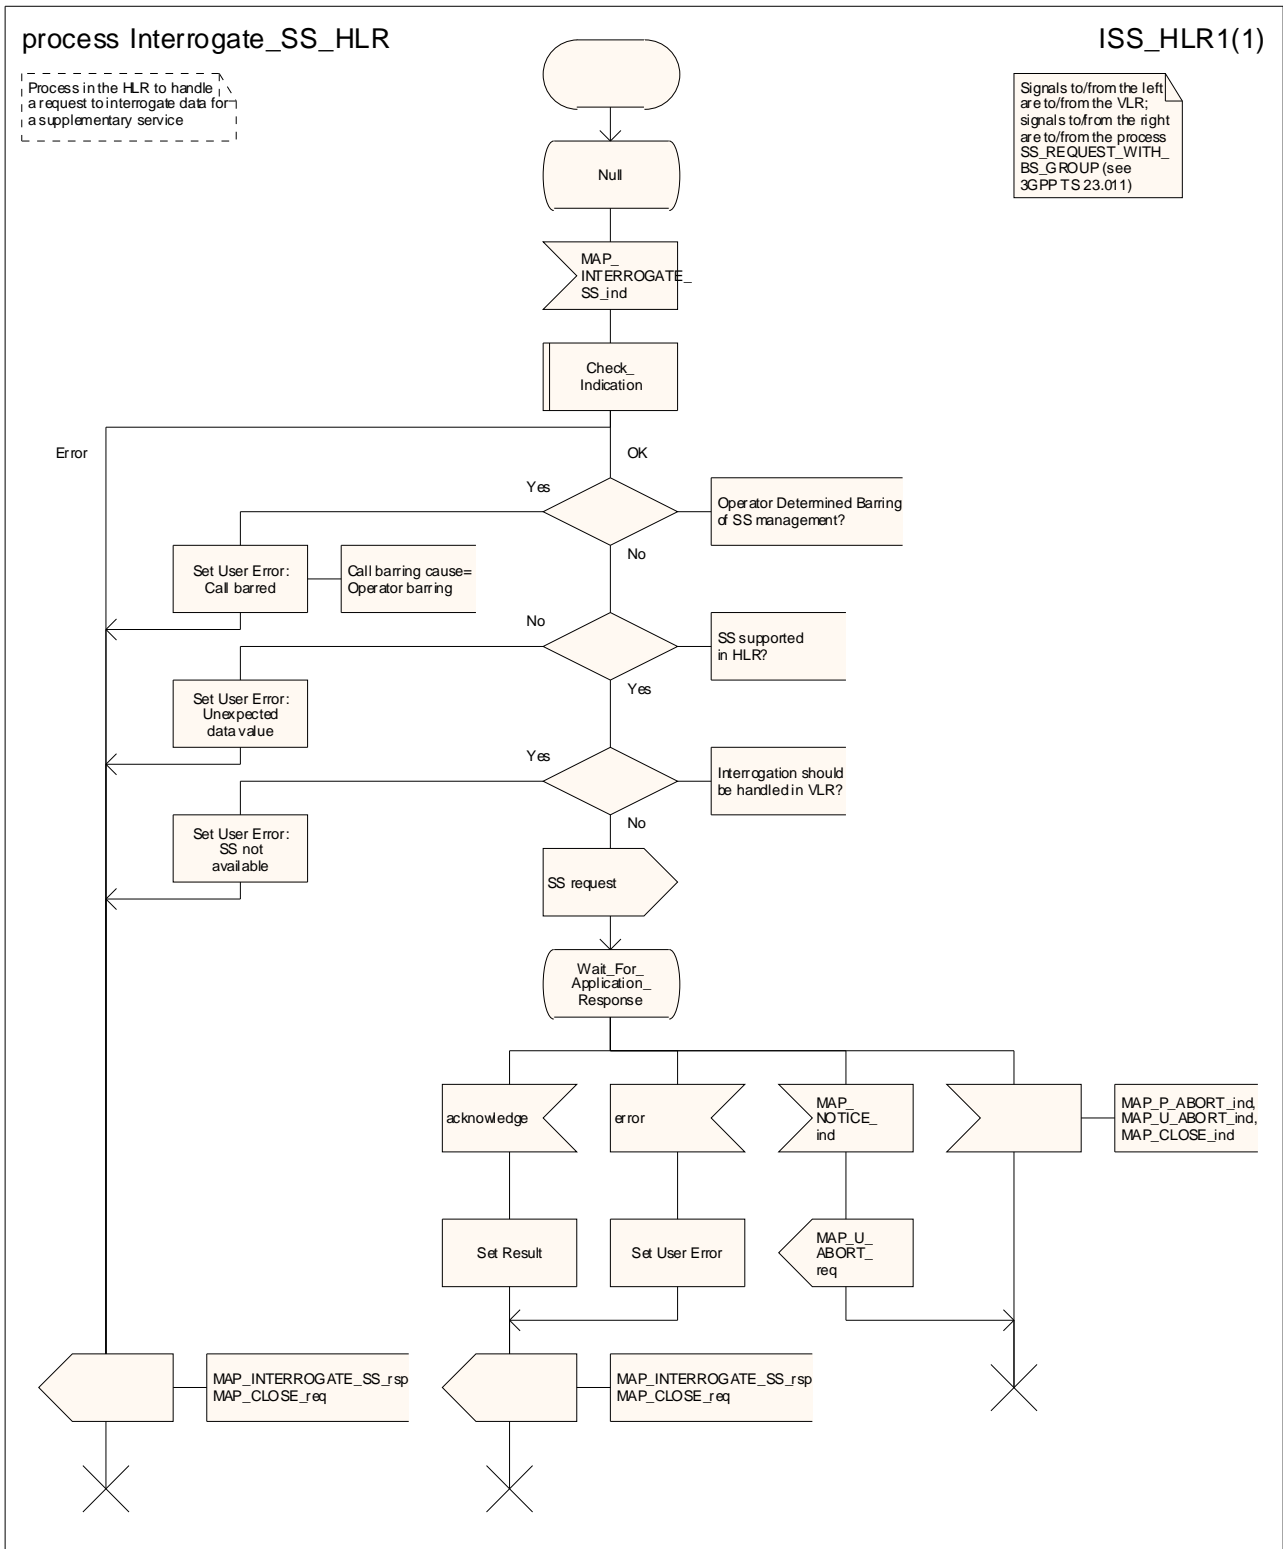 process Interrogate_SS_HLR
ISS_HLR1(1)
Process in the HLR to handle
a request to interrogate data for
a supplementary service
Signals to/from the left
are to/from the VLR;
signals to/from the right
are to/from the process
SS_REQUEST_WITH_
BS_GROUP (see
3GPP TS 23.011)
Null
MAP_
INTERROGATE_
SS_ind
Check_
Indication
Error
OK
Yes
Operator Determined Barring
of SS management?
No
Set User Error:
Call barred
Call barring cause=
Operator barring
No
SS supported
in HLR?
Yes
Set User Error:
Unexpected
data value
Yes
Interrogation should
be handled in VLR?
No
Set User Error:
SS not
available
SS request
Wait_For_
Application_
Response
acknowledge
error
MAP_
NOTICE_
ind
MAP_P_ABORT_ind,
MAP_U_ABORT_ind,
MAP_CLOSE_ind
Set Result
Set User Error
MAP_U_
ABORT_
req
MAP_INTERROGATE_SS_rsp
MAP_CLOSE_req
MAP_INTERROGATE_SS_rsp
MAP_CLOSE_req